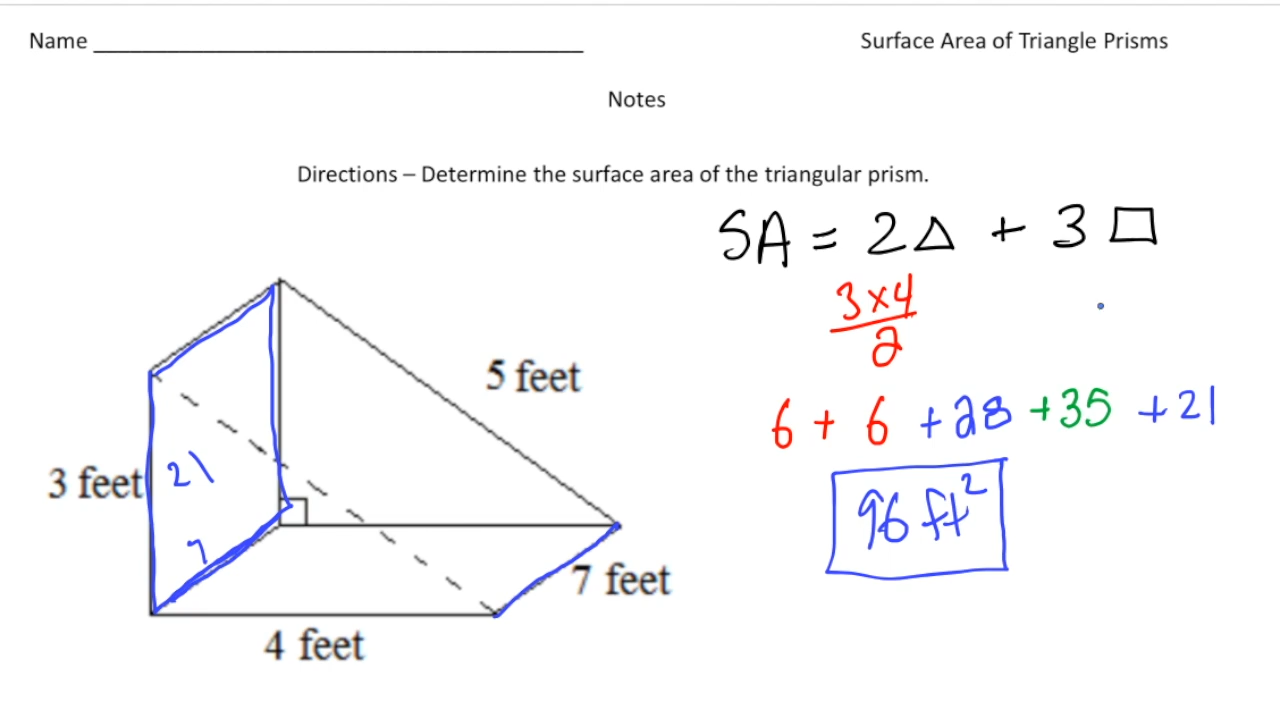 Name ____________________ Surface Area of Triangle Prisms
Notes
Directions – Determine the surface area of the triangular prism.
SA = 2△ + 3□
3×4
2
5 feet
6 + 6 +28 +35 +21
3 feet
21
96 ft²
7
7 feet
4 feet